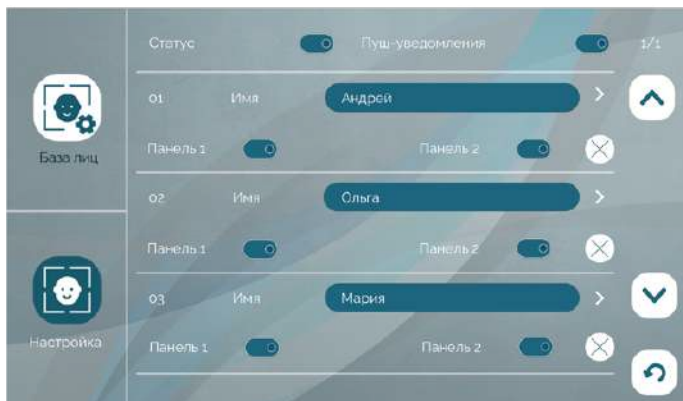 Статус Пуш-уведомления 1/1
01 Имя Андрей
Панель 1 Панель 2
База лиц
02 Имя Ольга
Панель 1 Панель 2
03 Имя Мария
Настройка
Панель 1 Панель 2